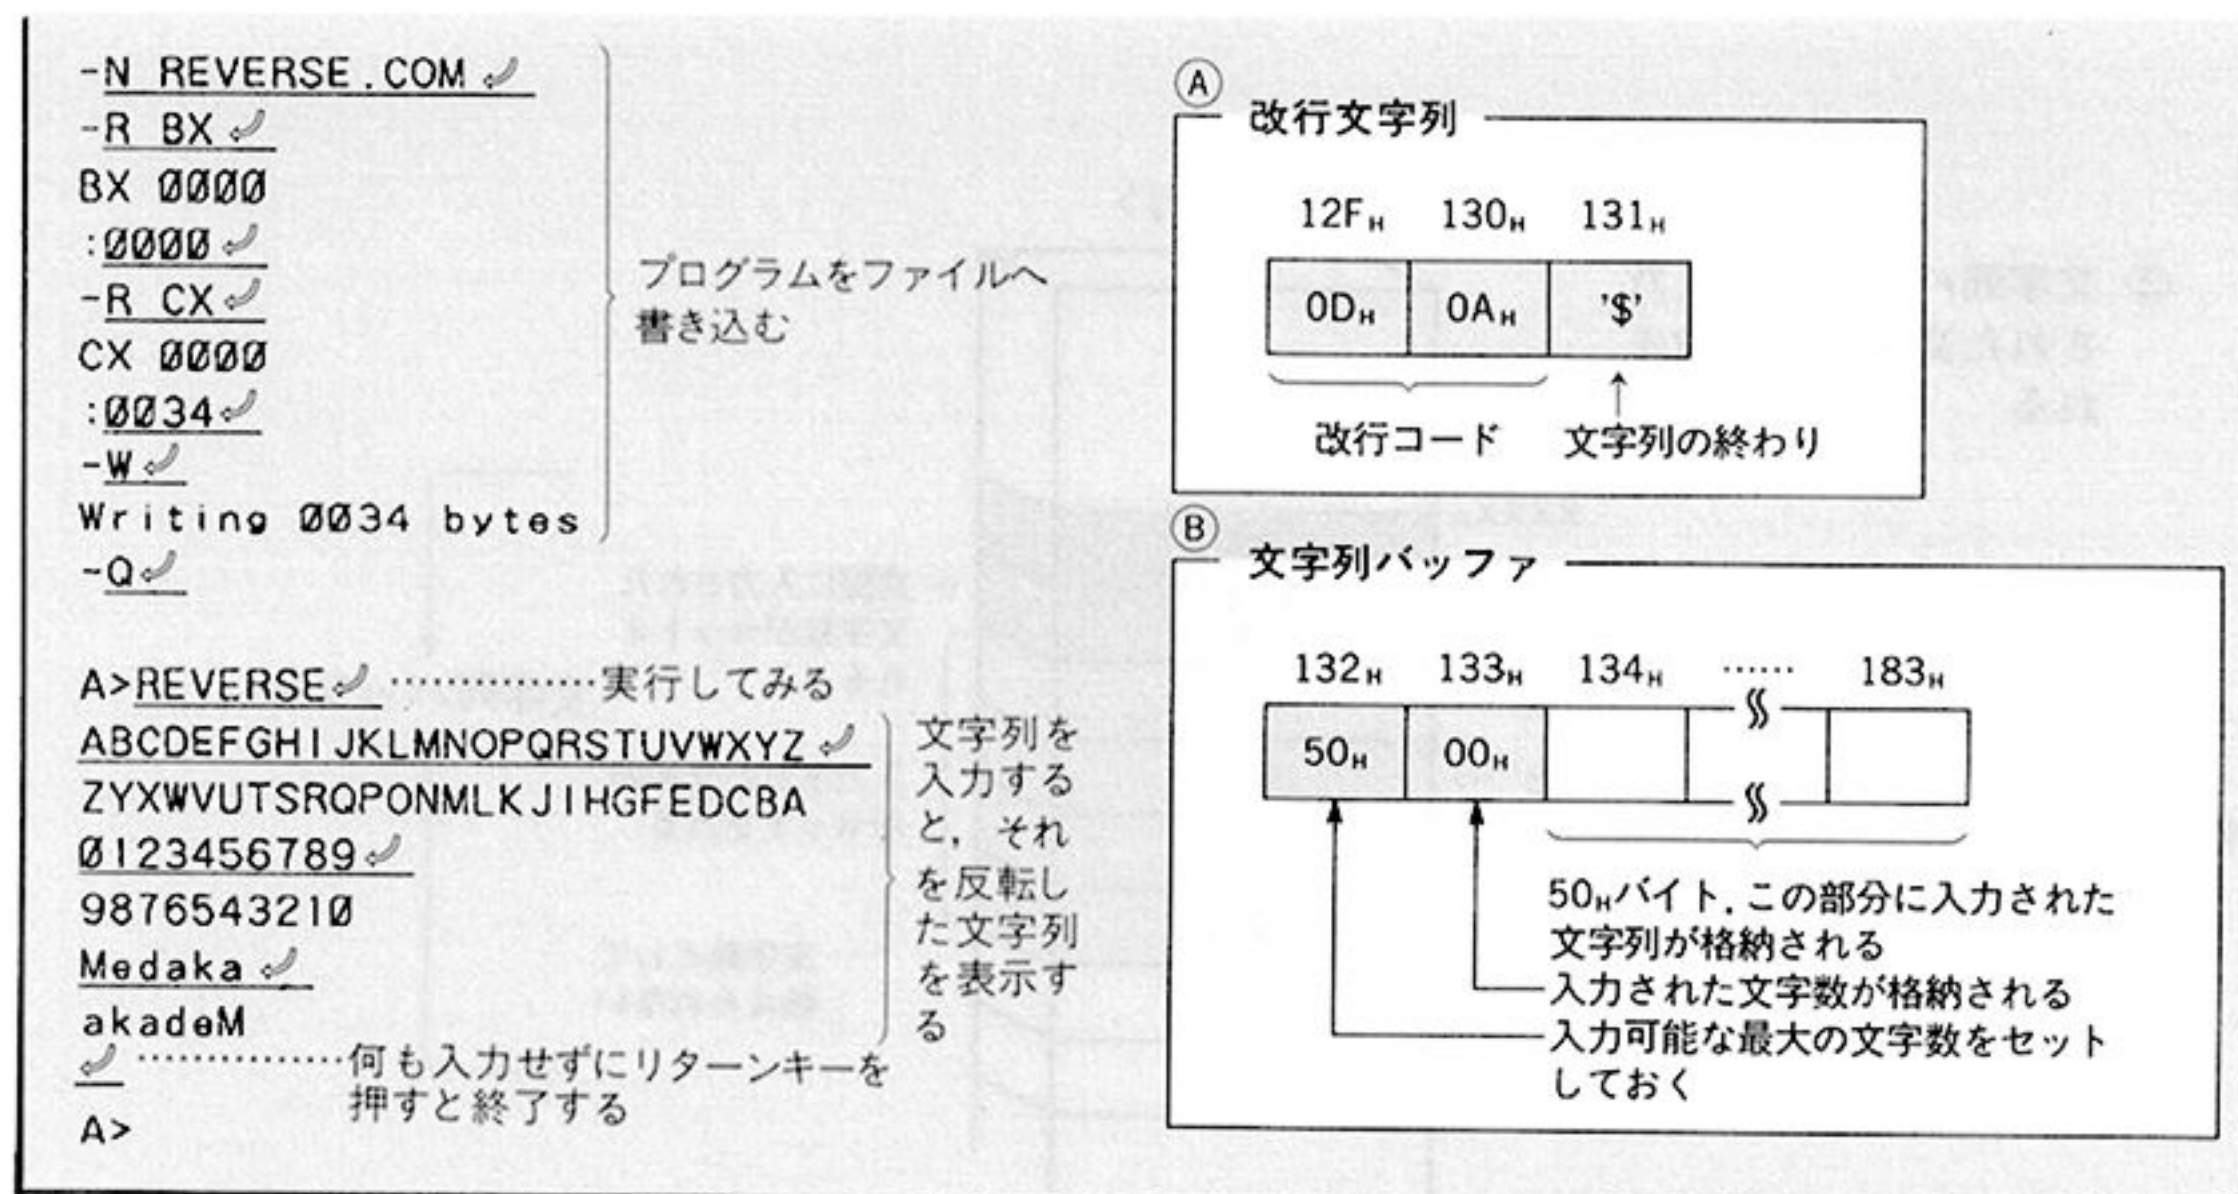 -N REVERSE.COM
-R BX
BX 0000
:0000
-R CX
CX 0000
:0034
-W
Writing 0034 bytes
-Q
プログラムをファイルへ
書き込む
A>REVERSE ……………実行してみる
ABCDEFGHIJKLMNOPQRSTUVWXYZ
ZYXWVUTSRQPONMLKJIHGFEDCBA
0123456789
9876543210
Medaka
akadeM
文字列を
入力する
と，それ
を反転し
た文字列
を表示す
る
……………何も入力せずにリターンキーを
押すと終了する
A>
Ⓐ
改行文字列
12FH 130H 131H
0DH 0AH '$'
改行コード 文字列の終わり
Ⓑ
文字列バッファ
132H 133H 134H …… 183H
50H 00H
50Hバイト，この部分に入力された
文字列が格納される
入力された文字数が格納される
入力可能な最大の文字数をセット
しておく